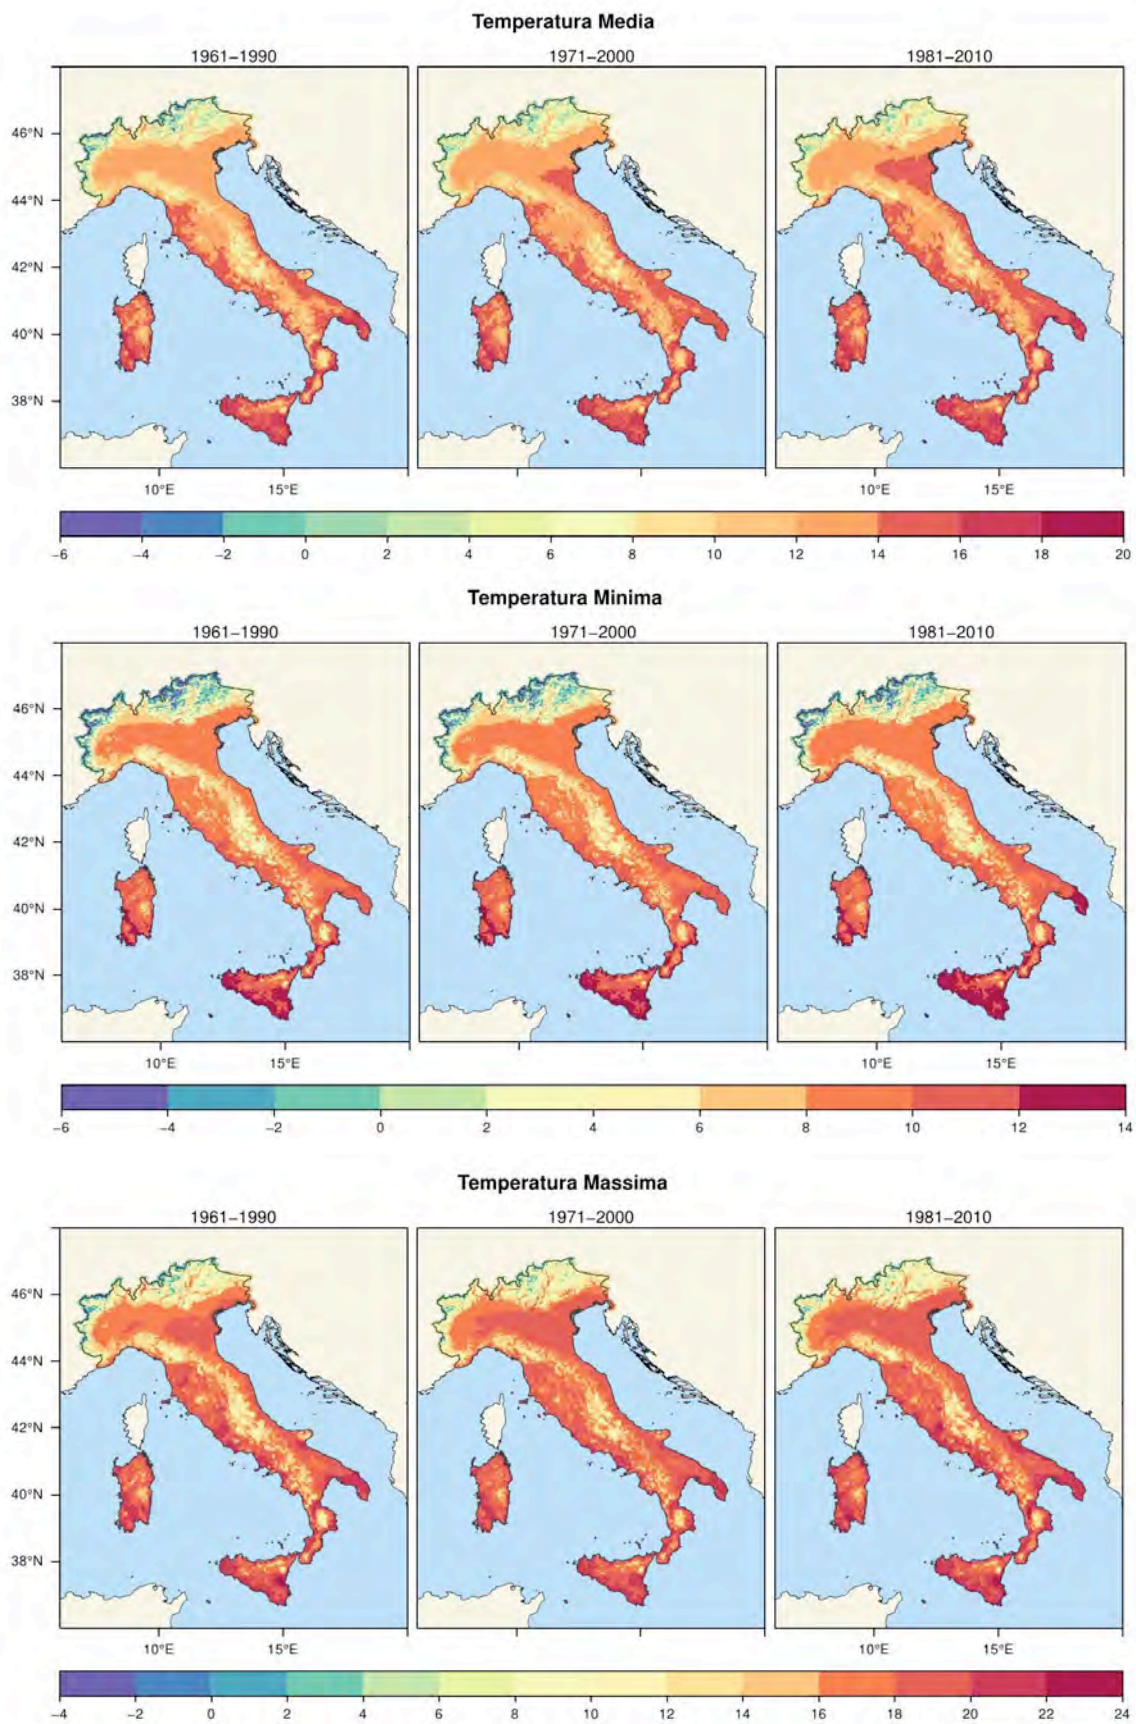 Temperatura Media
1961−1990 1971−2000 1981−2010
46°N
44°N
42°N
40°N
38°N
10°E 15°E 10°E 15°E
−6 −4 −2 0 2 4 6 8 10 12 14 16 18 20
Temperatura Minima
1961−1990 1971−2000 1981−2010
46°N
44°N
42°N
40°N
38°N
10°E 15°E 10°E 15°E
−6 −4 −2 0 2 4 6 8 10 12 14
Temperatura Massima
1961−1990 1971−2000 1981−2010
46°N
44°N
42°N
40°N
38°N
10°E 15°E 10°E 15°E
−4 −2 0 2 4 6 8 10 12 14 16 18 20 22 24